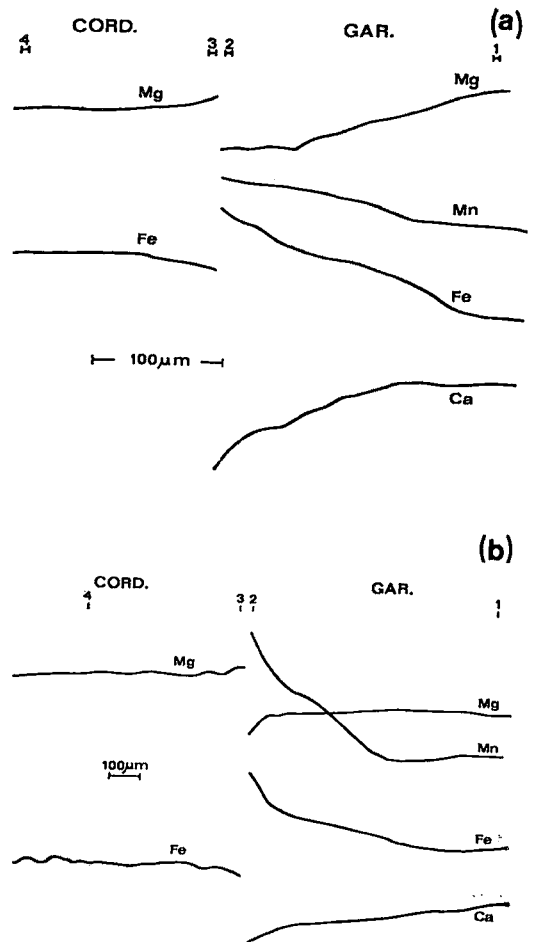 (a)
CORD. GAR.
4 3 2 1
Mg Mg
Mn
Fe Fe
100μm
Ca
(b)
CORD. GAR.
4 3 2 1
Mg Mg
Mn
100μm
Fe Fe
Ca